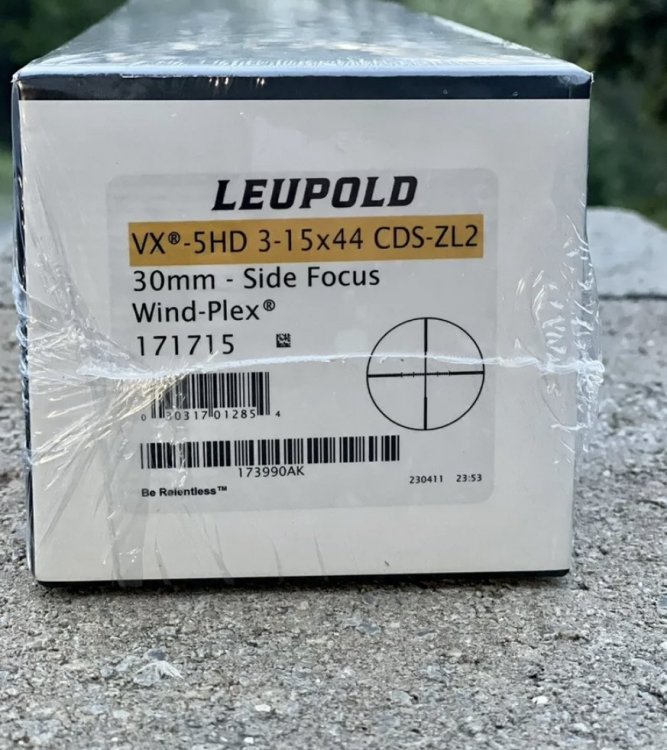 LEUPOLD
VX®-5HD 3-15x44 CDS-ZL2
30mm - Side Focus
Wind-Plex®
171715
0 30317 01285 4
173990AK
Be Relentless™
230411 23:53